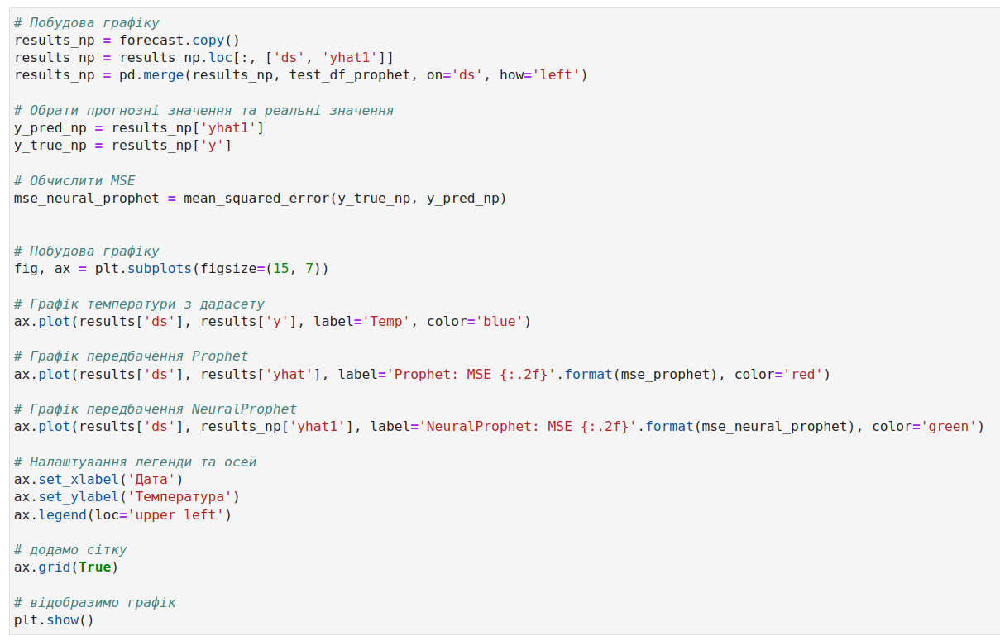 # Побудова графіку
results_np = forecast.copy()
results_np = results_np.loc[:, ['ds', 'yhat1']]
results_np = pd.merge(results_np, test_df_prophet, on='ds', how='left')
# Обрати прогнозні значення та реальні значення
y_pred_np = results_np['yhat1']
y_true_np = results_np['y']
# Обчислити MSE
mse_neural_prophet = mean_squared_error(y_true_np, y_pred_np)
# Побудова графіку
fig, ax = plt.subplots(figsize=(15, 7))
# Графік температури з дадасету
ax.plot(results['ds'], results['y'], label='Temp', color='blue')
# Графік передбачення Prophet
ax.plot(results['ds'], results['yhat'], label='Prophet: MSE {:.2f}'.format(mse_prophet), color='red')
# Графік передбачення NeuralProphet
ax.plot(results['ds'], results_np['yhat1'], label='NeuralProphet: MSE {:.2f}'.format(mse_neural_prophet), color='green')
# Налаштування легенди та осей
ax.set_xlabel('Дата')
ax.set_ylabel('Температура')
ax.legend(loc='upper left')
# додамо сітку
ax.grid(True)
# відобразимо графік
plt.show()